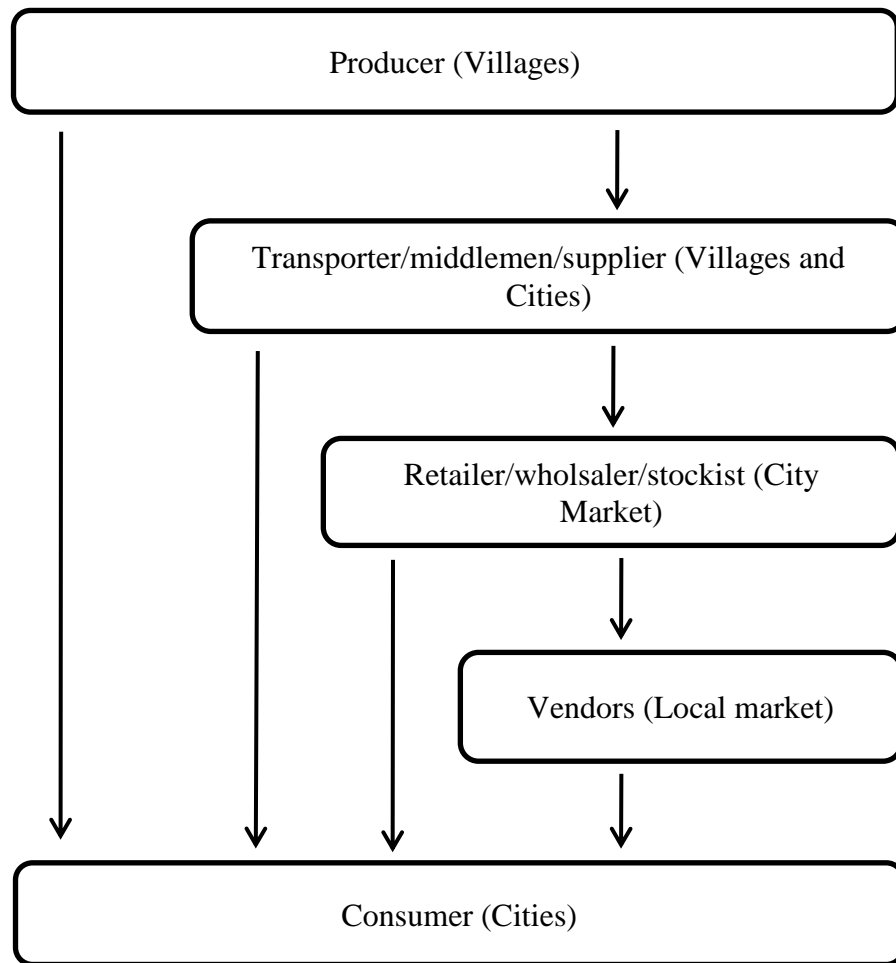 Producer (Villages)
Transporter/middlemen/supplier (Villages and
Cities)
Retailer/wholsaler/stockist (City
Market)
Vendors (Local market)
Consumer (Cities)